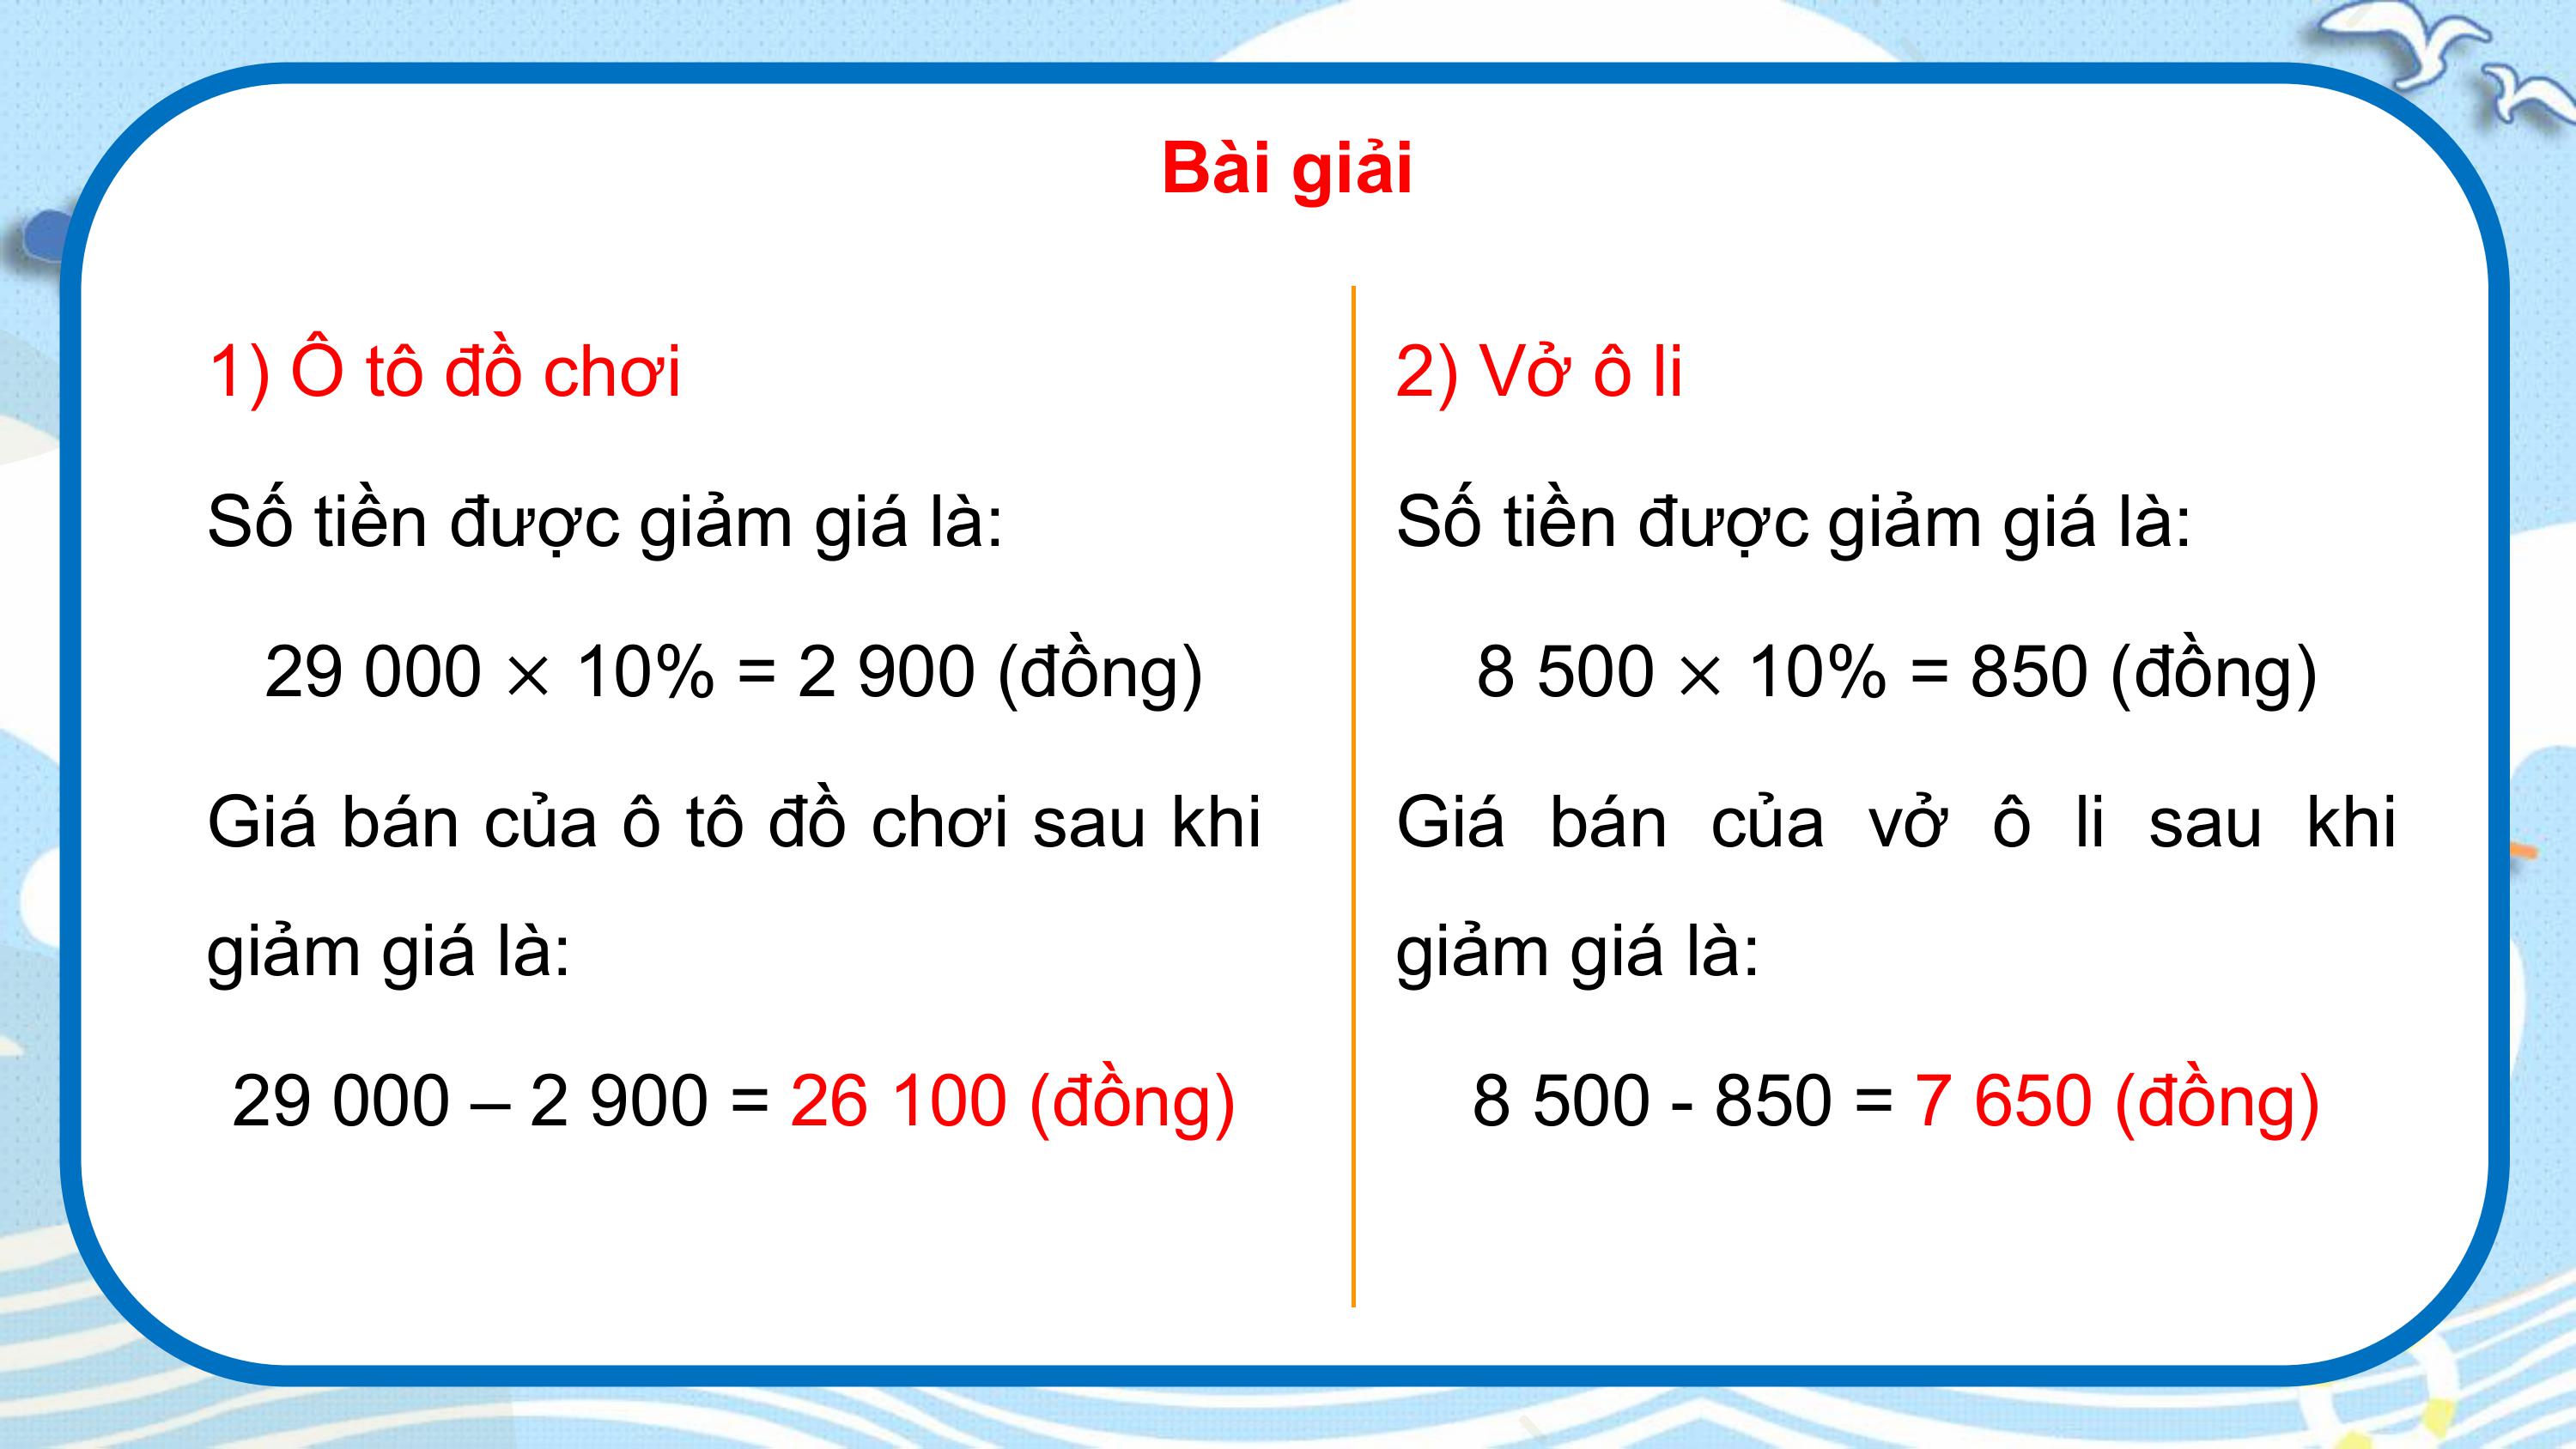 Bài giải
1) Ô tô đồ chơi
Số tiền được giảm giá là:
29 000 × 10% = 2 900 (đồng)
Giá bán của ô tô đồ chơi sau khi
giảm giá là:
29 000 – 2 900 = 26 100 (đồng)
2) Vở ô li
Số tiền được giảm giá là:
8 500 × 10% = 850 (đồng)
Giá bán của vở ô li sau khi
giảm giá là:
8 500 - 850 = 7 650 (đồng)